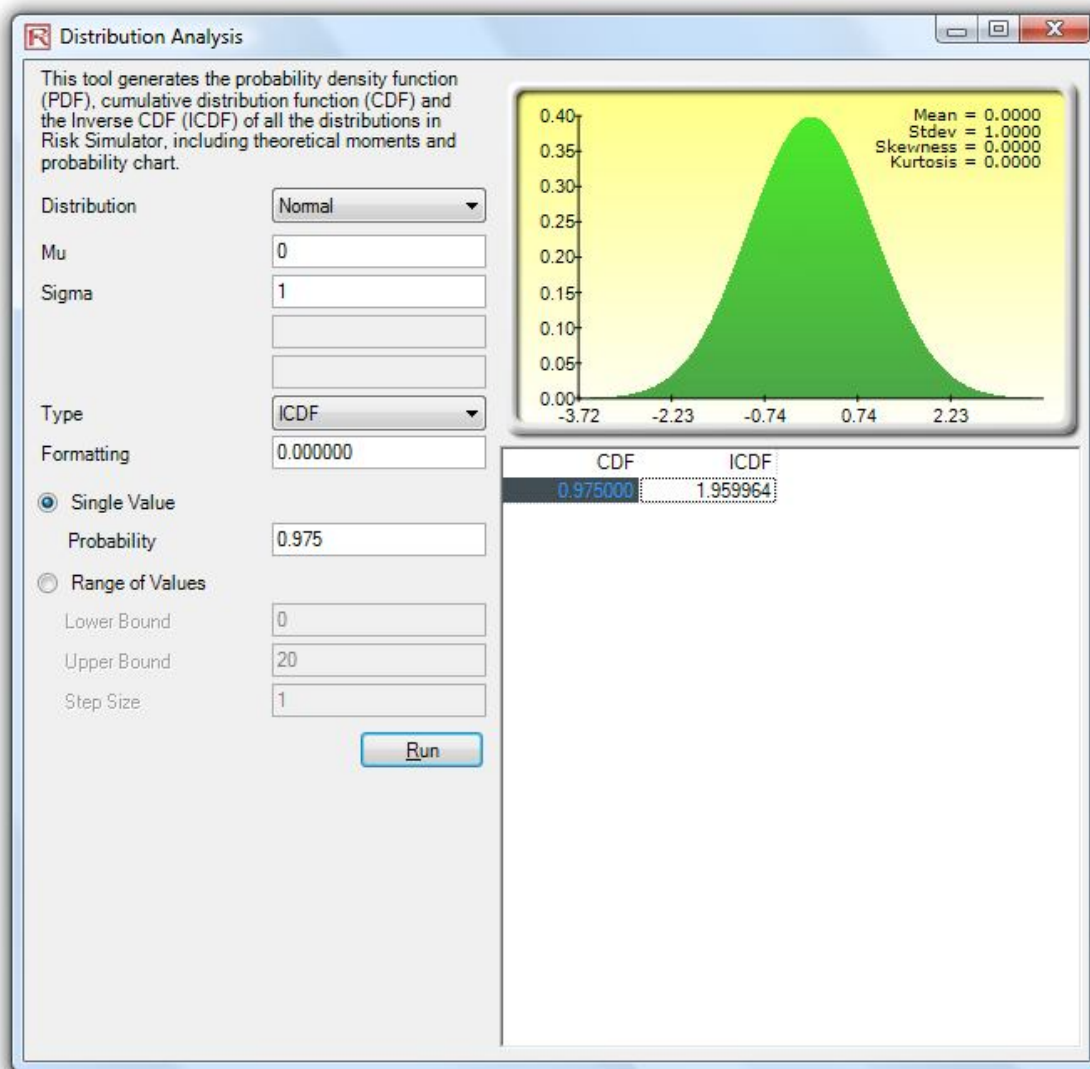 Distribution Analysis
This tool generates the probability density function
(PDF), cumulative distribution function (CDF) and
the Inverse CDF (ICDF) of all the distributions in
Risk Simulator, including theoretical moments and
probability chart.
Distribution Normal
Mu 0
Sigma 1
Type ICDF
Formatting 0.000000
Single Value
Probability 0.975
Range of Values
Lower Bound 0
Upper Bound 20
Step Size 1
Run
Mean = 0.0000
Stdev = 1.0000
Skewness = 0.0000
Kurtosis = 0.0000
0.40
0.35
0.30
0.25
0.20
0.15
0.10
0.05
0.00
-3.72 -2.23 -0.74 0.74 2.23
CDF ICDF
0.975000 1.959964